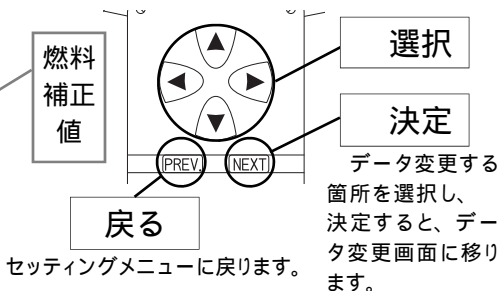 燃料
補正
値
選択
決定
PREV.
NEXT
データ変更する
箇所を選択し、
決定すると、デー
タ変更画面に移り
ます。
戻る
セッティングメニューに戻ります。